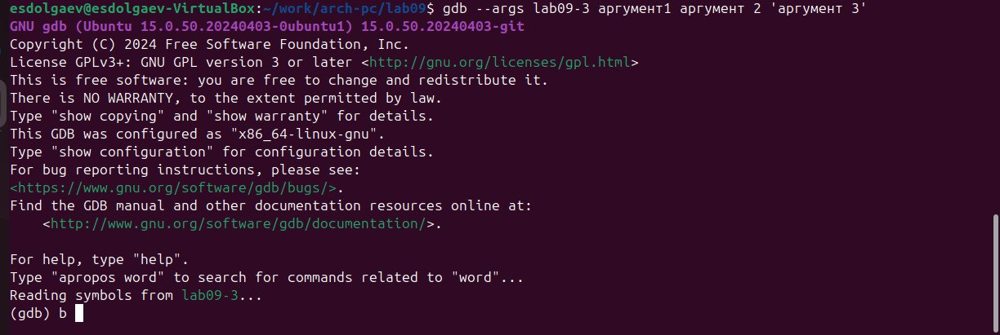 esdolgaev@esdolgaev-VirtualBox:~/work/arch-pc/lab09$ gdb --args lab09-3 аргумент1 аргумент 2 'аргумент 3'
GNU gdb (Ubuntu 15.0.50.20240403-0ubuntu1) 15.0.50.20240403-git
Copyright (C) 2024 Free Software Foundation, Inc.
License GPLv3+: GNU GPL version 3 or later <http://gnu.org/licenses/gpl.html>
This is free software: you are free to change and redistribute it.
There is NO WARRANTY, to the extent permitted by law.
Type "show copying" and "show warranty" for details.
This GDB was configured as "x86_64-linux-gnu".
Type "show configuration" for configuration details.
For bug reporting instructions, please see:
<https://www.gnu.org/software/gdb/bugs/>.
Find the GDB manual and other documentation resources online at:
    <http://www.gnu.org/software/gdb/documentation/>.

For help, type "help".
Type "apropos word" to search for commands related to "word"...
Reading symbols from lab09-3...
(gdb) b